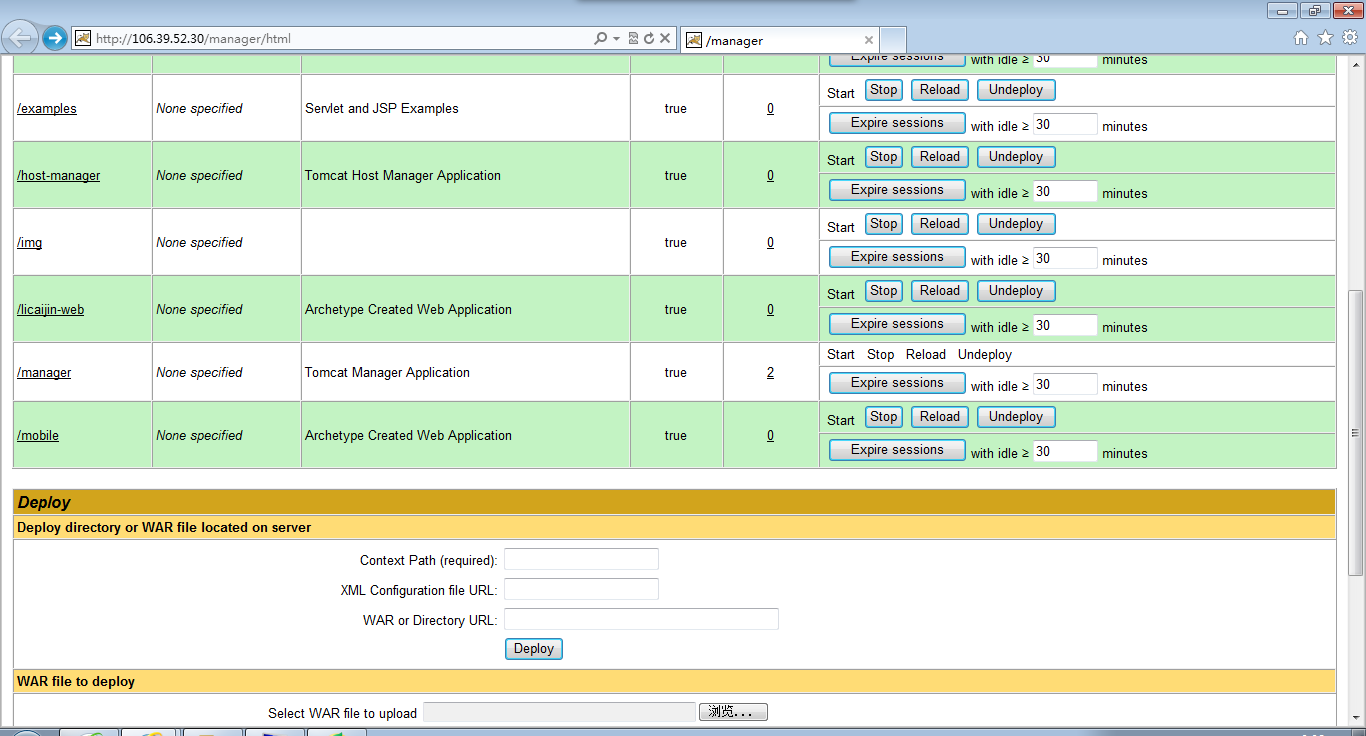 http://106.39.52.30/manager/html
/manager
Expire sessions with idle ≥ 30 minutes
/examples None specified Servlet and JSP Examples true 0 Start Stop Reload Undeploy
Expire sessions with idle ≥ 30 minutes
/host-manager None specified Tomcat Host Manager Application true 0 Start Stop Reload Undeploy
Expire sessions with idle ≥ 30 minutes
/img None specified true 0 Start Stop Reload Undeploy
Expire sessions with idle ≥ 30 minutes
/licaijin-web None specified Archetype Created Web Application true 0 Start Stop Reload Undeploy
Expire sessions with idle ≥ 30 minutes
/manager None specified Tomcat Manager Application true 2 Start Stop Reload Undeploy
Expire sessions with idle ≥ 30 minutes
/mobile None specified Archetype Created Web Application true 0 Start Stop Reload Undeploy
Expire sessions with idle ≥ 30 minutes
Deploy
Deploy directory or WAR file located on server
Context Path (required):
XML Configuration file URL:
WAR or Directory URL:
Deploy
WAR file to deploy
Select WAR file to upload 浏览...